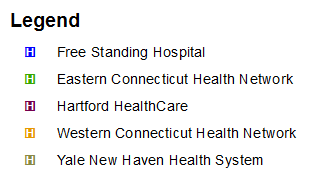 Legend
H Free Standing Hospital
H Eastern Connecticut Health Network
H Hartford HealthCare
H Western Connecticut Health Network
H Yale New Haven Health System